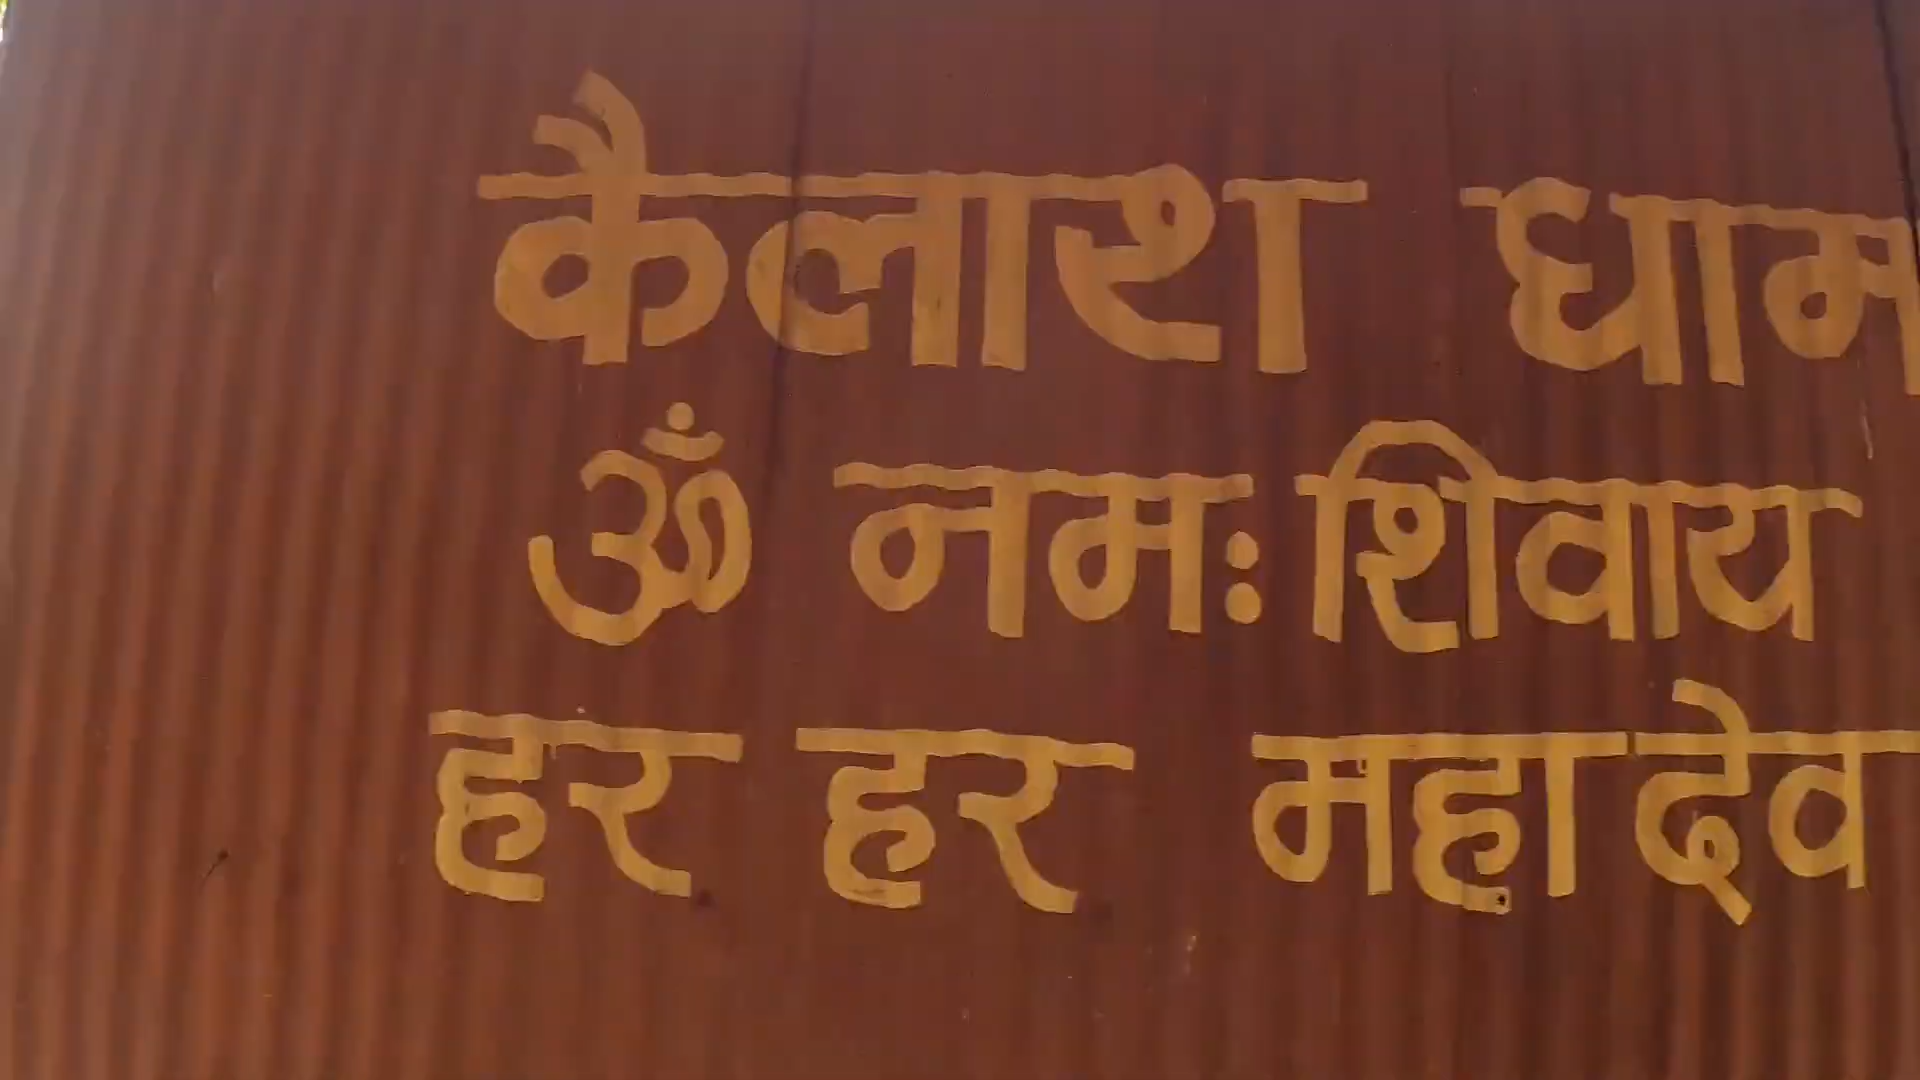 कैलाश धाम
ॐ नमः शिवाय
हर हर महादेव